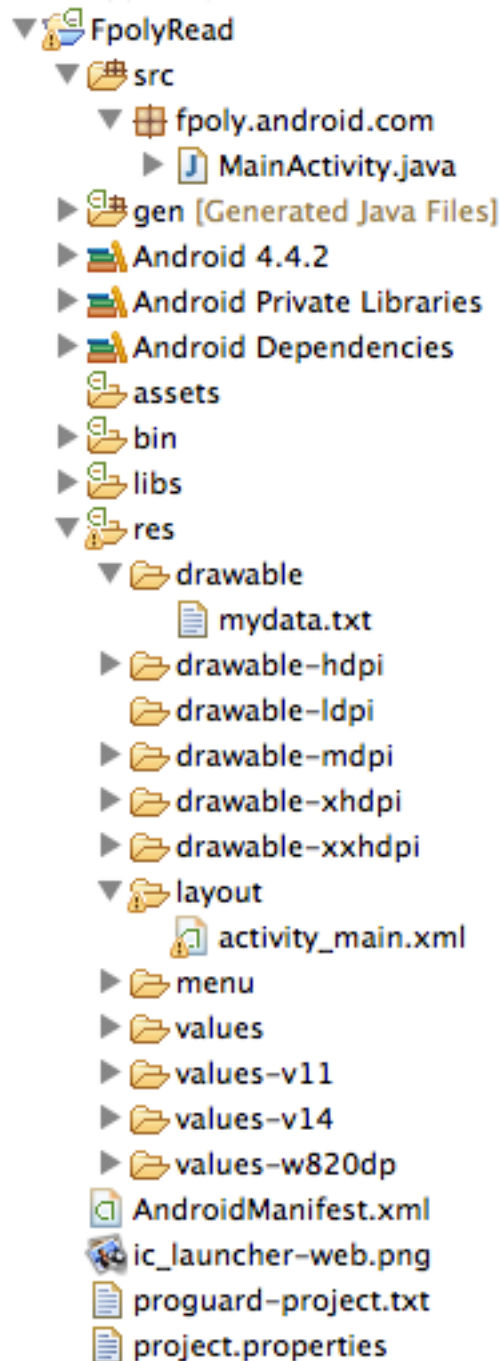 FpolyRead
src
fpoly.android.com
MainActivity.java
gen [Generated Java Files]
Android 4.4.2
Android Private Libraries
Android Dependencies
assets
bin
libs
res
drawable
mydata.txt
drawable-hdpi
drawable-ldpi
drawable-mdpi
drawable-xhdpi
drawable-xxhdpi
layout
activity_main.xml
menu
values
values-v11
values-v14
values-w820dp
AndroidManifest.xml
ic_launcher-web.png
proguard-project.txt
project.properties